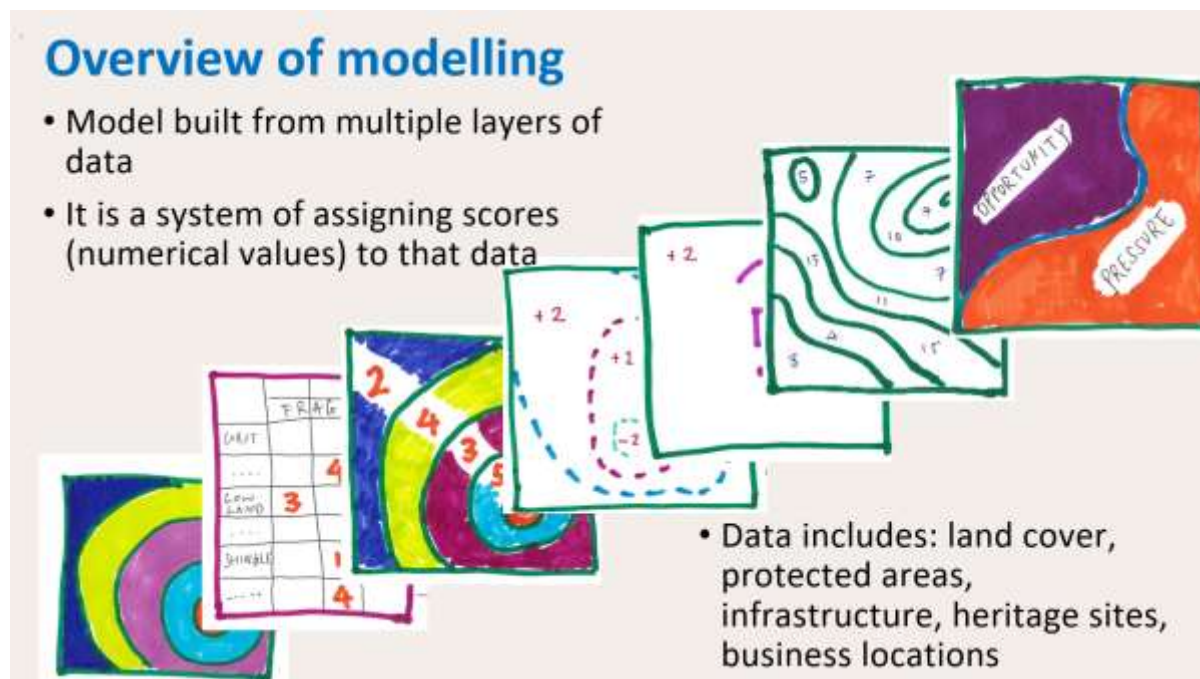 Overview of modelling
• Model built from multiple layers of
data
• It is a system of assigning scores
(numerical values) to that data
OPPORTUNITY
PRESSURE
5
7
9
10
7
13
11
4
15
8
+2
+2
+2
-2
2
4
3
5
FRAG
4
LOW
LAND
3
SHINGLE
1
.....
4
• Data includes: land cover,
protected areas,
infrastructure, heritage sites,
business locations